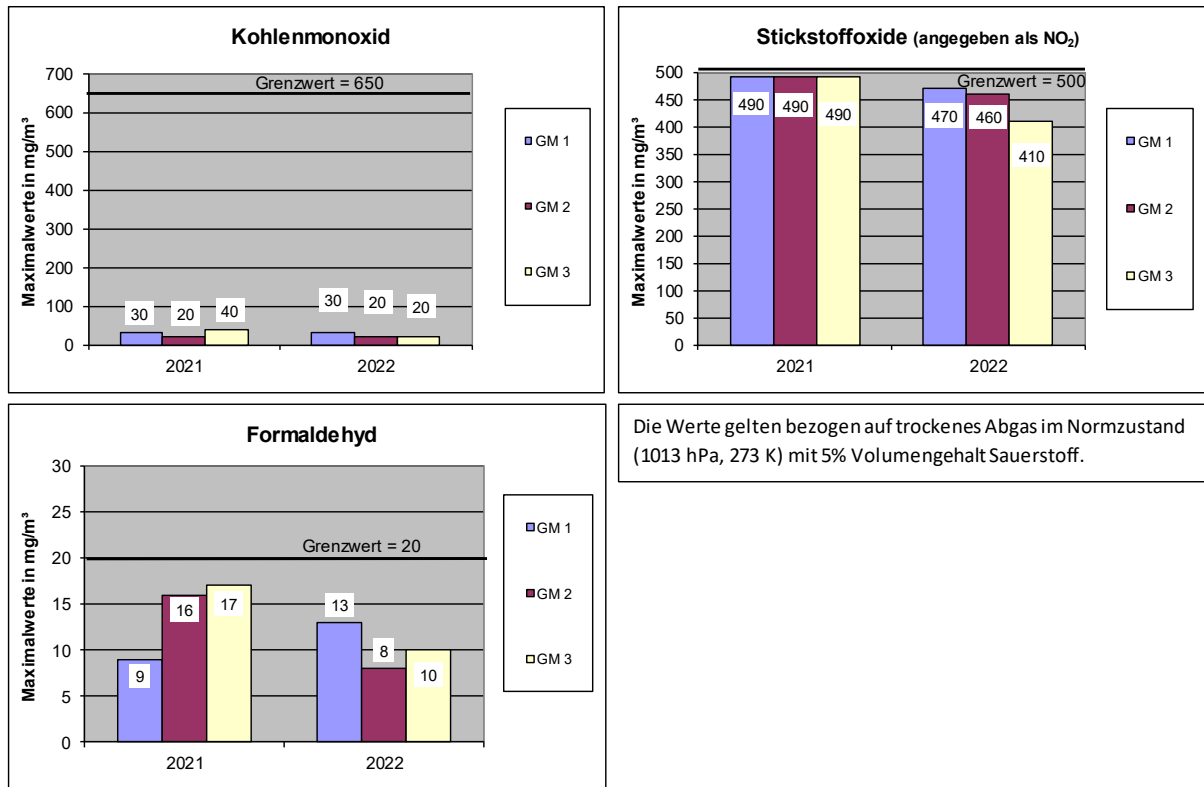 Kohlenmonoxid
Maximalwerte in mg/m³
700
600
500
400
300
200
100
0
Grenzwert = 650
30 20 40 30 20 20
2021 2022
GM 1
GM 2
GM 3
Stickstoffoxide (angegeben als NO₂)
Maximalwerte in mg/m³
500
450
400
350
300
250
200
150
100
50
0
Grenzwert = 500
490 490 490 470 460 410
2021 2022
GM 1
GM 2
GM 3
Formaldehyd
Maximalwerte in mg/m³
30
25
20
15
10
5
0
Grenzwert = 20
9 16 17 13 8 10
2021 2022
GM 1
GM 2
GM 3
Die Werte gelten bezogen auf trockenes Abgas im Normzustand
(1013 hPa, 273 K) mit 5% Volumengehalt Sauerstoff.